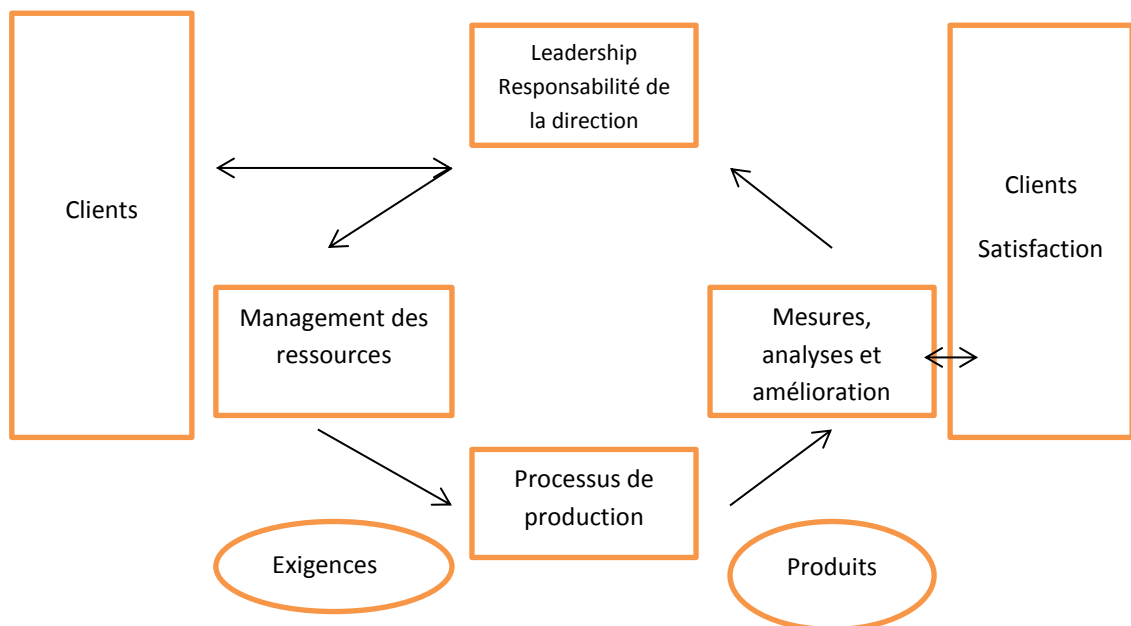 Leadership
Responsabilité de
la direction
Clients
Clients
Satisfaction
Management des
ressources
Mesures,
analyses et
amélioration
Processus de
production
Exigences
Produits